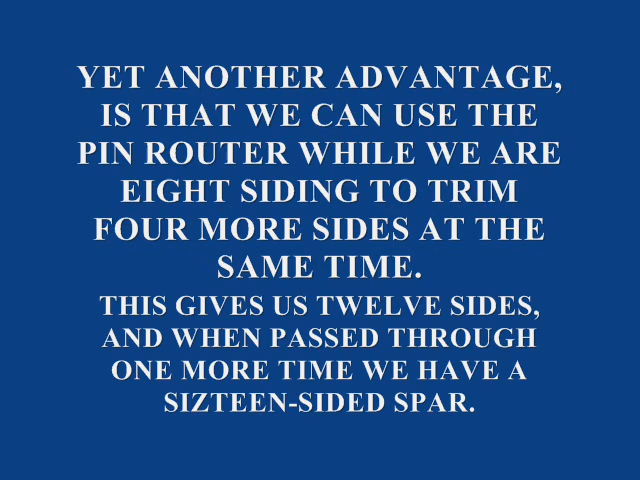 YET ANOTHER ADVANTAGE,
IS THAT WE CAN USE THE
PIN ROUTER WHILE WE ARE
EIGHT SIDING TO TRIM
FOUR MORE SIDES AT THE
SAME TIME.
THIS GIVES US TWELVE SIDES,
AND WHEN PASSED THROUGH
ONE MORE TIME WE HAVE A
SIZTEEN-SIDED SPAR.